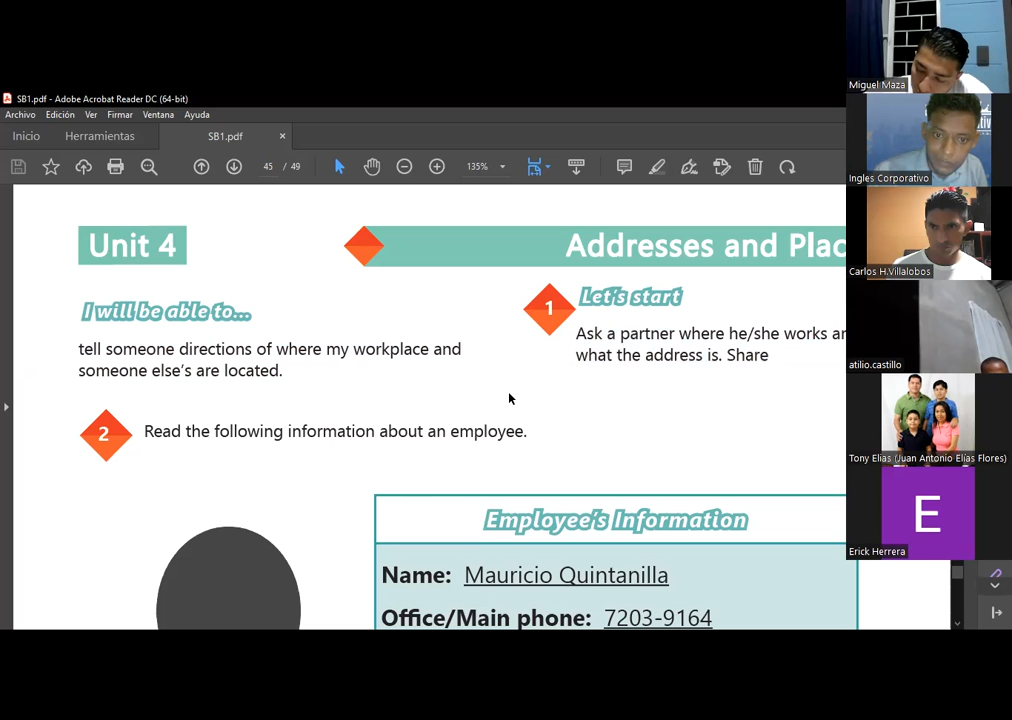 SB1.pdf - Adobe Acrobat Reader DC (64-bit)
Archivo Edición Ver Firmar Ventana Ayuda
Inicio Herramientas SB1.pdf ×
45 / 49 135%
Unit 4
Addresses and Plac
I will be able to...
tell someone directions of where my workplace and
someone else's are located.
1 Let's start
Ask a partner where he/she works ar
what the address is. Share
2 Read the following information about an employee.
Employee's Information
Name: Mauricio Quintanilla
Office/Main phone: 7203-9164
Miguel Maza
Ingles Corporativo
Carlos H.Villalobos
atilio.castillo
Tony Elias (Juan Antonio Elías Flores)
E
Erick Herrera